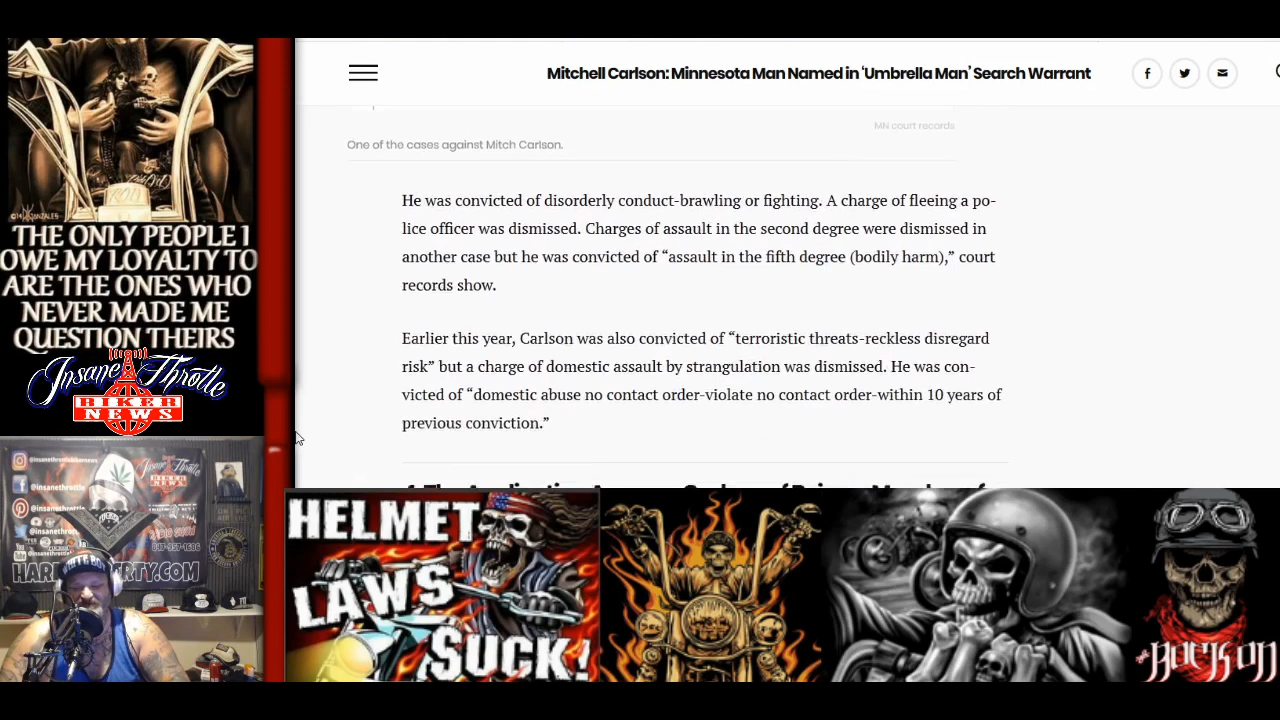 Mitchell Carlson: Minnesota Man Named in ‘Umbrella Man’ Search Warrant
MN court records
One of the cases against Mitch Carlson.
He was convicted of disorderly conduct-brawling or fighting. A charge of fleeing a po-
lice officer was dismissed. Charges of assault in the second degree were dismissed in
another case but he was convicted of “assault in the fifth degree (bodily harm),” court
records show.
Earlier this year, Carlson was also convicted of “terroristic threats-reckless disregard
risk” but a charge of domestic assault by strangulation was dismissed. He was con-
victed of “domestic abuse no contact order-violate no contact order-within 10 years of
previous conviction.”
THE ONLY PEOPLE I
OWE MY LOYALTY TO
ARE THE ONES WHO
NEVER MADE ME
QUESTION THEIRS
Insane Throttle
BIKER
NEWS
@insanethrottlebikernews
@insanethrottle
@insanethro
@insanethrottle
HELMET
LAWS
SUCK!